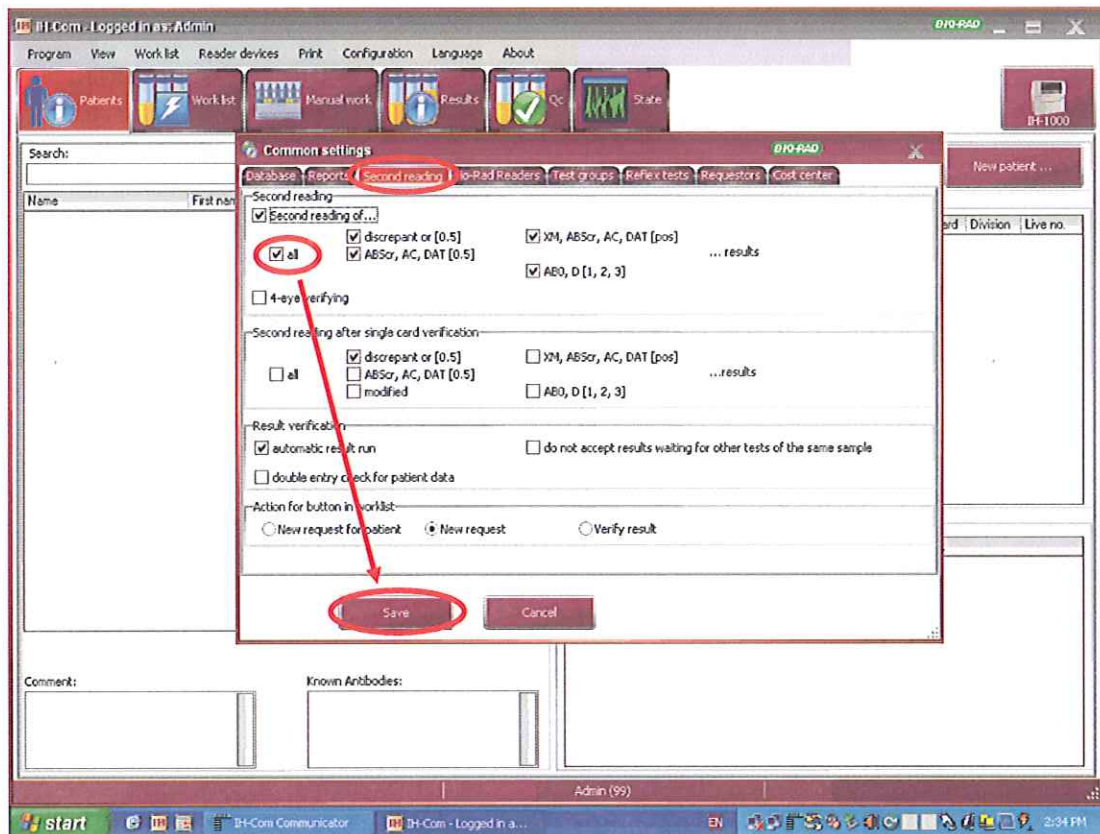 IH-Com - Logged in as: Admin
BIO-RAD
Program View Work list Reader devices Print Configuration Language About
Patients Work list Manual work Results Qc State
IH-1000
Search:
Common settings BIO-RAD
New patient ...
Database Reports Second reading io-Rad Readers Test groups Reflex tests Requestors Cost center
Name First nam
ard Division Live no.
Second reading
Second reading of...
discrepant or [0.5] XM, ABScr, AC, DAT [pos]
all ABScr, AC, DAT [0.5] ... results
AB0, D [1, 2, 3]
4-eye verifying
Second reading after single card verification
discrepant or [0.5] XM, ABScr, AC, DAT [pos]
all ABScr, AC, DAT [0.5] ...results
modified AB0, D [1, 2, 3]
Result verification
automatic result run do not accept results waiting for other tests of the same sample
double entry check for patient data
Action for button in worklist
New request for patient New request Verify result
Save Cancel
Comment: Known Antibodies:
Admin (99)
start IH-Com Communicator IH-Com - Logged in a... EN 2:34 PM